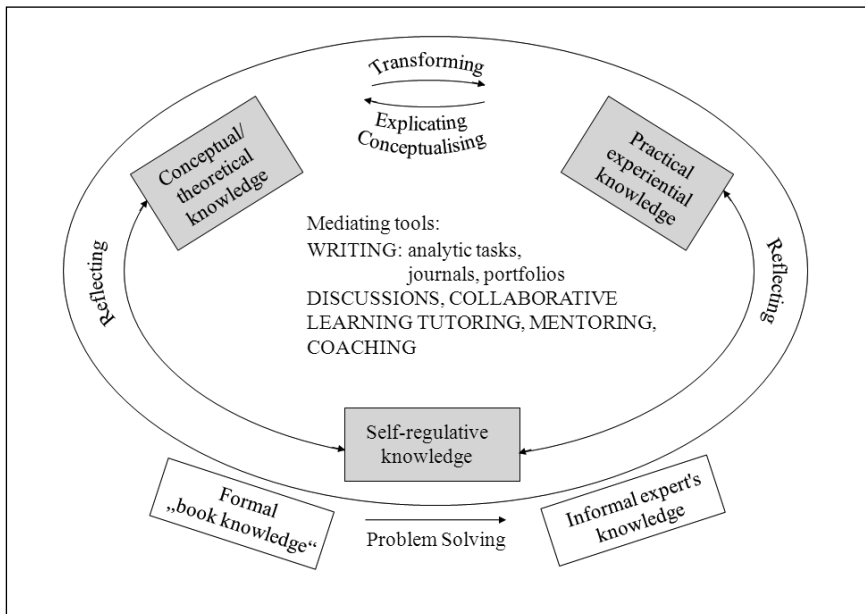 Transforming
Explicating
Conceptualising
Conceptual/
theoretical
knowledge
Practical
experiential
knowledge
Reflecting
Mediating tools:
WRITING: analytic tasks,
journals, portfolios
DISCUSSIONS, COLLABORATIVE
LEARNING TUTORING, MENTORING,
COACHING
Reflecting
Self-regulative
knowledge
Formal
„book knowledge“
Problem Solving
Informal expert's
knowledge